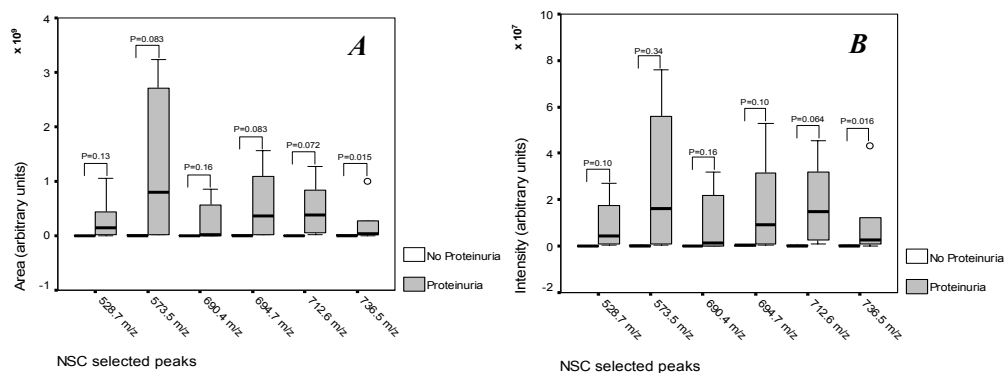 x 10⁹
A
4
3
2
1
0
-1
Area (arbitrary units)
P=0.13
P=0.083
P=0.16
P=0.083
P=0.072
P=0.015
528.7 m/z
573.5 m/z
690.4 m/z
694.7 m/z
712.6 m/z
736.5 m/z
NSC selected peaks
No Proteinuria
Proteinuria
x 10⁷
B
10
8
6
4
2
0
-2
Intensity (arbitrary units)
P=0.10
P=0.34
P=0.16
P=0.10
P=0.064
P=0.016
528.7 m/z
573.5 m/z
690.4 m/z
694.7 m/z
712.6 m/z
736.5 m/z
NSC selected peaks
No Proteinuria
Proteinuria